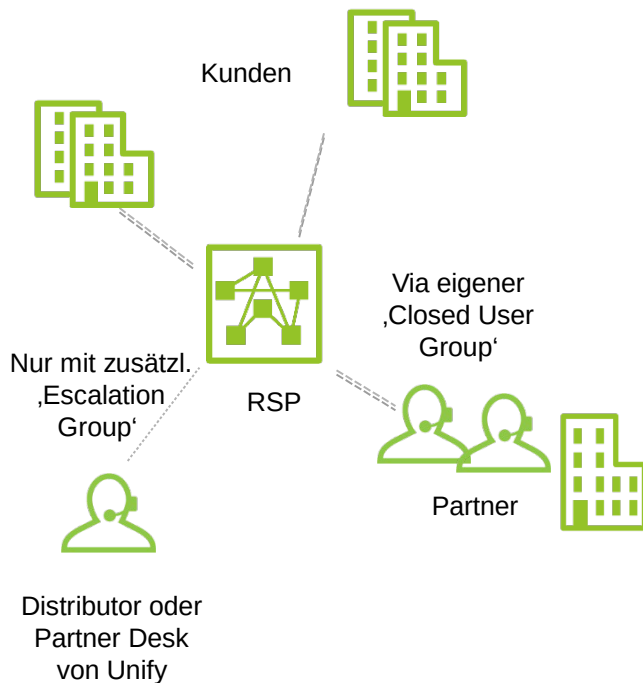 Kunden
Via eigener
‚Closed User
Group‘
Nur mit zusätzl.
‚Escalation
Group‘
RSP
Partner
Distributor oder
Partner Desk
von Unify